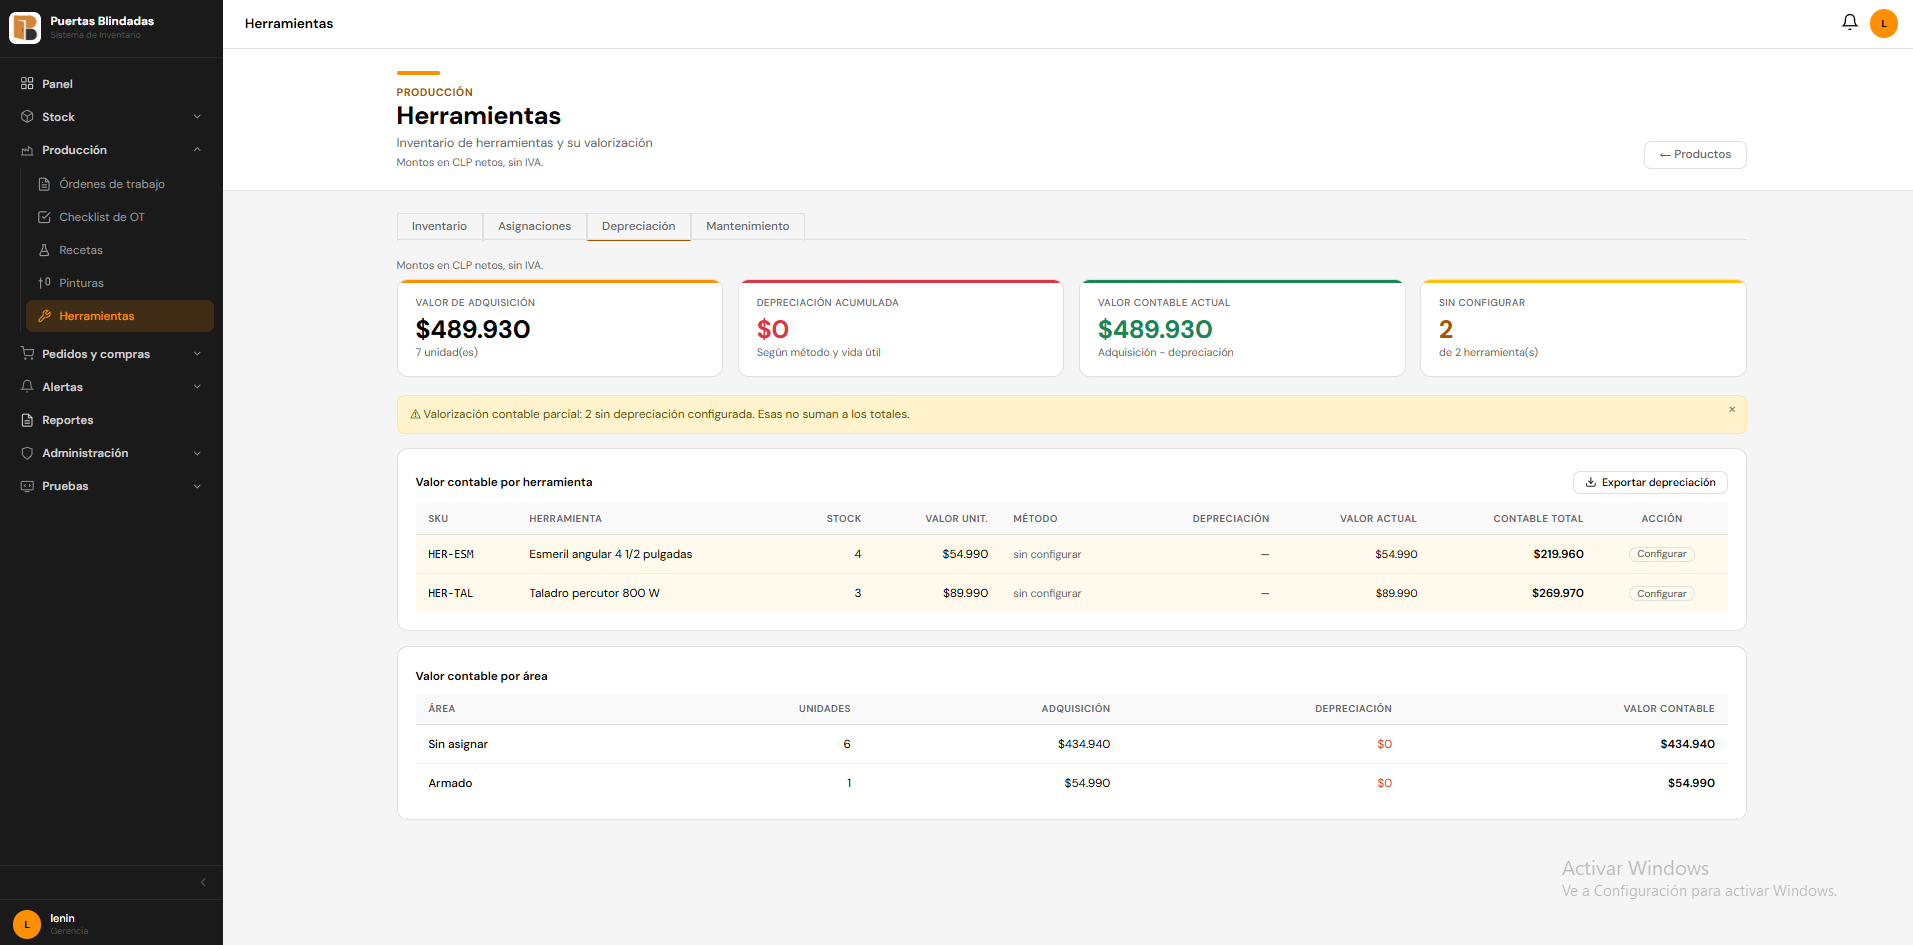 Puertas Blindadas
Sistema de Inventario
Panel
Stock
Producción
Órdenes de trabajo
Checklist de OT
Recetas
Pinturas
Herramientas
Pedidos y compras
Alertas
Reportes
Administración
Pruebas
L
lenin
Gerencia
Herramientas
L
PRODUCCIÓN
Herramientas
Inventario de herramientas y su valorización
Montos en CLP netos, sin IVA.
← Productos
Inventario Asignaciones Depreciación Mantenimiento
Montos en CLP netos, sin IVA.
VALOR DE ADQUISICIÓN
$489.930
7 unidad(es)
DEPRECIACIÓN ACUMULADA
$0
Según método y vida útil
VALOR CONTABLE ACTUAL
$489.930
Adquisición - depreciación
SIN CONFIGURAR
2
de 2 herramienta(s)
⚠ Valorización contable parcial: 2 sin depreciación configurada. Esas no suman a los totales. ×
Valor contable por herramienta
Exportar depreciación
SKU HERRAMIENTA STOCK VALOR UNIT. MÉTODO DEPRECIACIÓN VALOR ACTUAL CONTABLE TOTAL ACCIÓN
HER-ESM Esmeril angular 4 1/2 pulgadas 4 $54.990 sin configurar — $54.990 $219.960 Configurar
HER-TAL Taladro percutor 800 W 3 $89.990 sin configurar — $89.990 $269.970 Configurar
Valor contable por área
ÁREA UNIDADES ADQUISICIÓN DEPRECIACIÓN VALOR CONTABLE
Sin asignar 6 $434.940 $0 $434.940
Armado 1 $54.990 $0 $54.990
Activar Windows
Ve a Configuración para activar Windows.